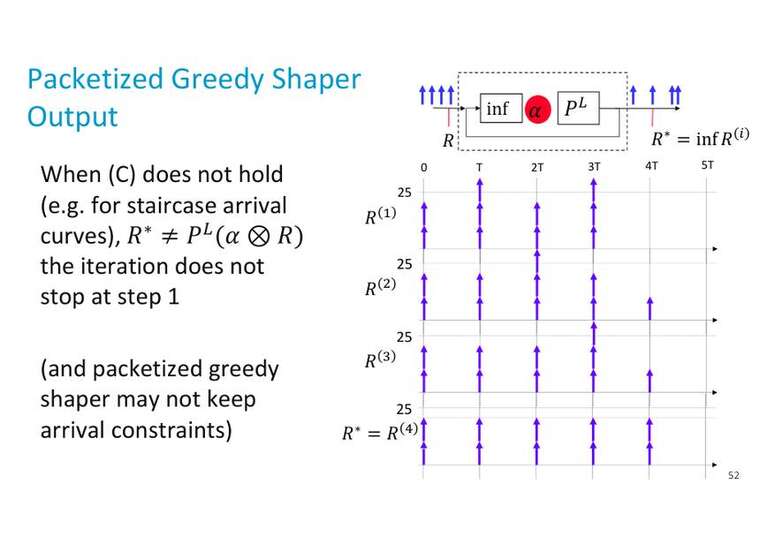 Packetized Greedy Shaper
Output
When (C) does not hold
(e.g. for staircase arrival
curves), R* ≠ P^L(α ⊗ R)
the iteration does not
stop at step 1
(and packetized greedy
shaper may not keep
arrival constraints)
inf α P^L
R R* = inf R^(i)
0 T 2T 3T 4T 5T
25
R^(1)
25
R^(2)
25
R^(3)
25
R* = R^(4)
52